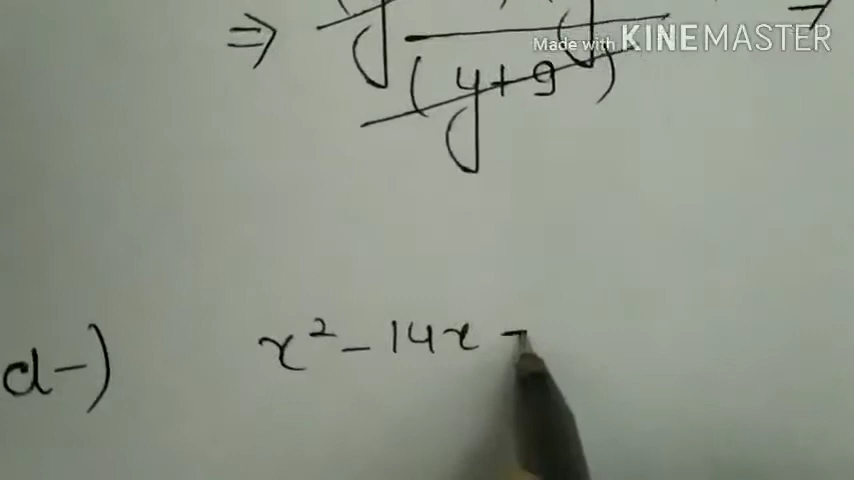 ⇒
Made with KINEMASTER
(y+9)
d-) x² - 14x -